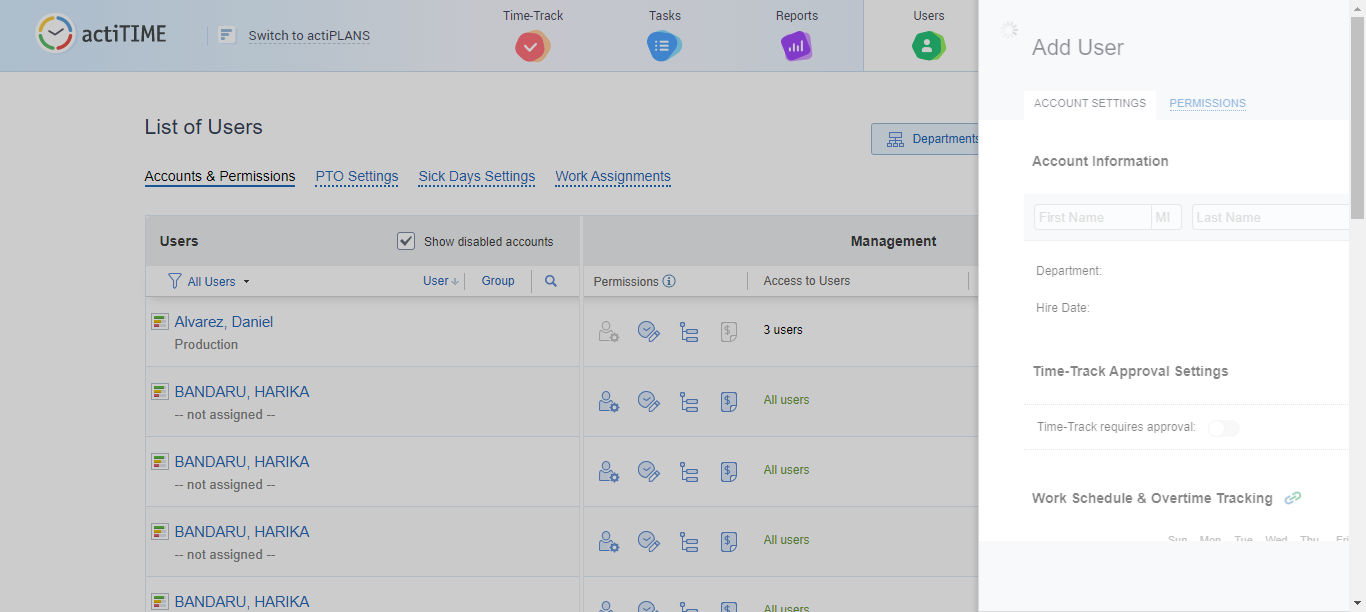 actiTIME
Switch to actiPLANS
Time-Track
Tasks
Reports
Users
List of Users
Departments
Accounts & Permissions
PTO Settings
Sick Days Settings
Work Assignments
Users
Show disabled accounts
Management
All Users
User
Group
Permissions
Access to Users
Alvarez, Daniel
Production
3 users
BANDARU, HARIKA
-- not assigned --
All users
BANDARU, HARIKA
-- not assigned --
All users
BANDARU, HARIKA
-- not assigned --
All users
BANDARU, HARIKA
All users
Add User
ACCOUNT SETTINGS
PERMISSIONS
Account Information
First Name
MI
Last Name
Department:
Hire Date:
Time-Track Approval Settings
Time-Track requires approval:
Work Schedule & Overtime Tracking
Sun Mon Tue Wed Thu Fri